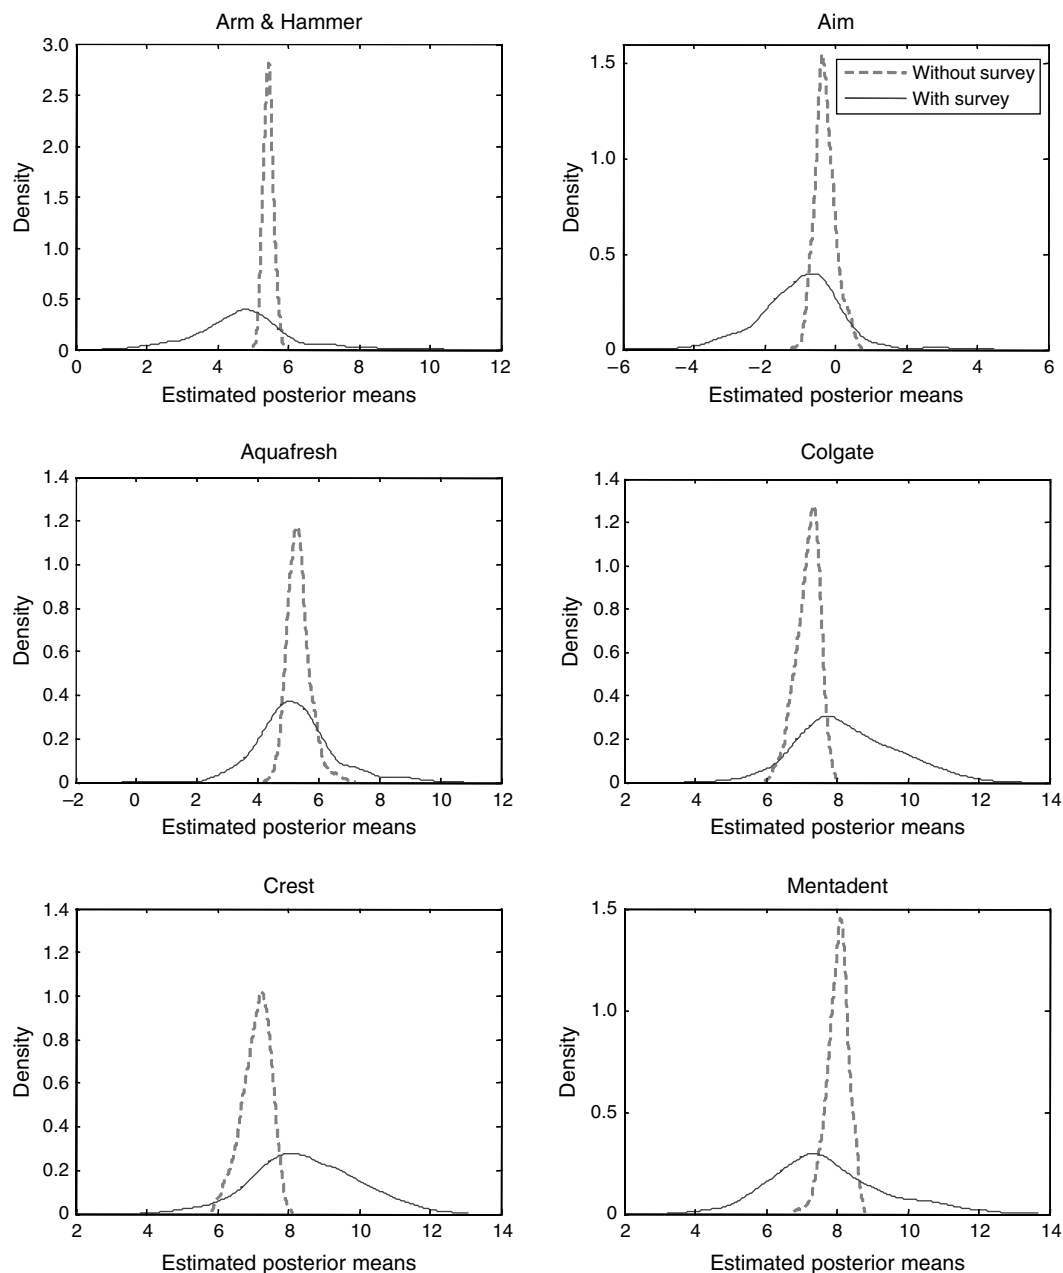 Arm & Hammer
3.0
2.5
2.0
1.5
1.0
0.5
0
Density
0 2 4 6 8 10 12
Estimated posterior means
Aim
1.5
1.0
0.5
0
Density
Without survey
With survey
−6 −4 −2 0 2 4 6
Estimated posterior means
Aquafresh
1.4
1.2
1.0
0.8
0.6
0.4
0.2
0
Density
−2 0 2 4 6 8 10 12
Estimated posterior means
Colgate
1.4
1.2
1.0
0.8
0.6
0.4
0.2
0
Density
2 4 6 8 10 12 14
Estimated posterior means
Crest
1.4
1.2
1.0
0.8
0.6
0.4
0.2
0
Density
2 4 6 8 10 12 14
Estimated posterior means
Mentadent
1.5
1.0
0.5
0
Density
2 4 6 8 10 12 14
Estimated posterior means